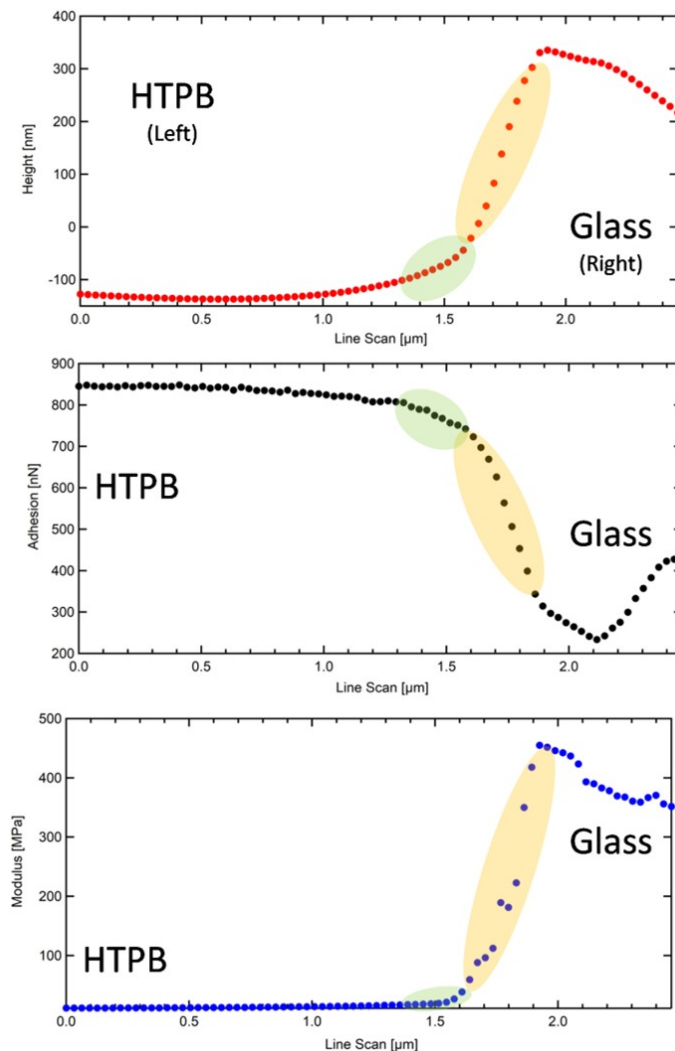 400
300
200
100
0
-100
Height [nm]
HTPB
(Left)
Glass
(Right)
0.0 0.5 1.0 1.5 2.0
Line Scan [µm]
900
800
700
600
500
400
300
200
Adhesion [nN]
HTPB
Glass
0.0 0.5 1.0 1.5 2.0
Line Scan [µm]
500
400
300
200
100
Modulus [MPa]
Glass
HTPB
0.0 0.5 1.0 1.5 2.0
Line Scan [µm]